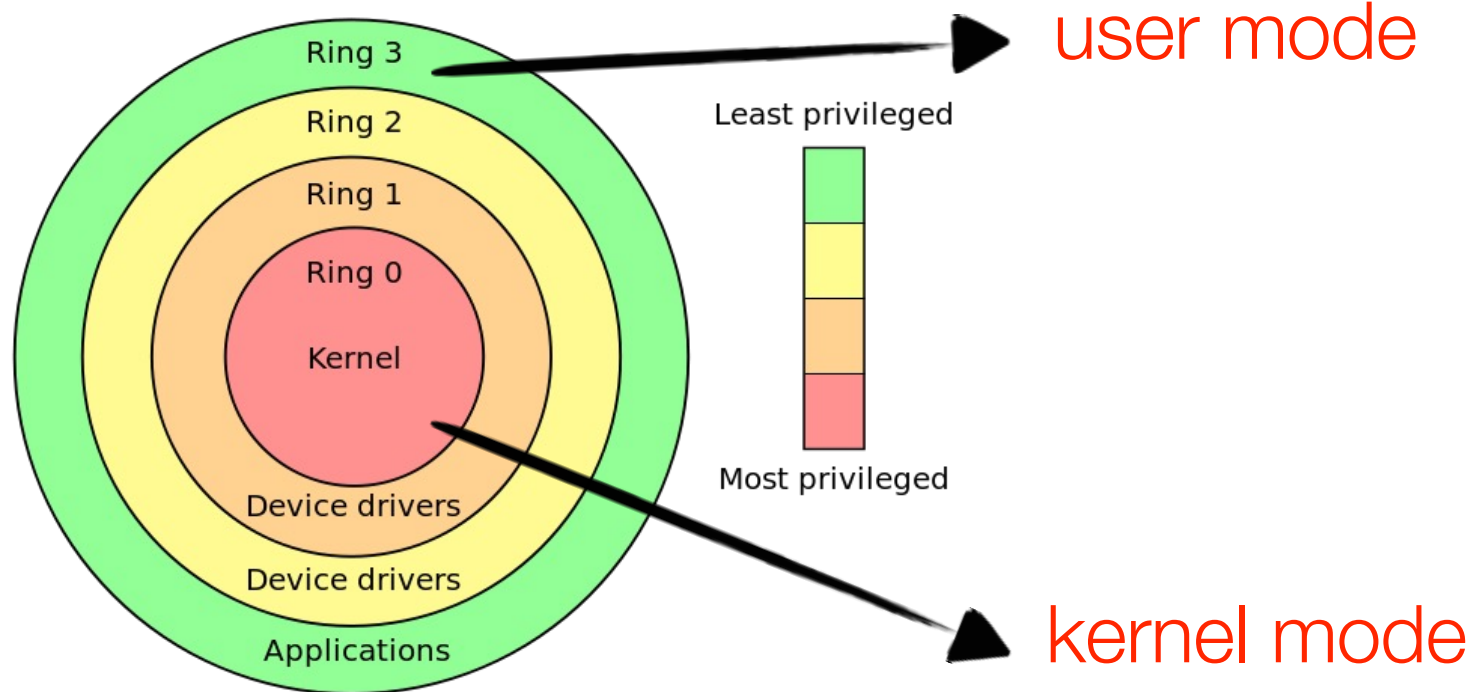 user mode
Ring 3
Least privileged
Ring 2
Ring 1
Ring 0
Kernel
Most privileged
Device drivers
Device drivers
Applications
kernel mode